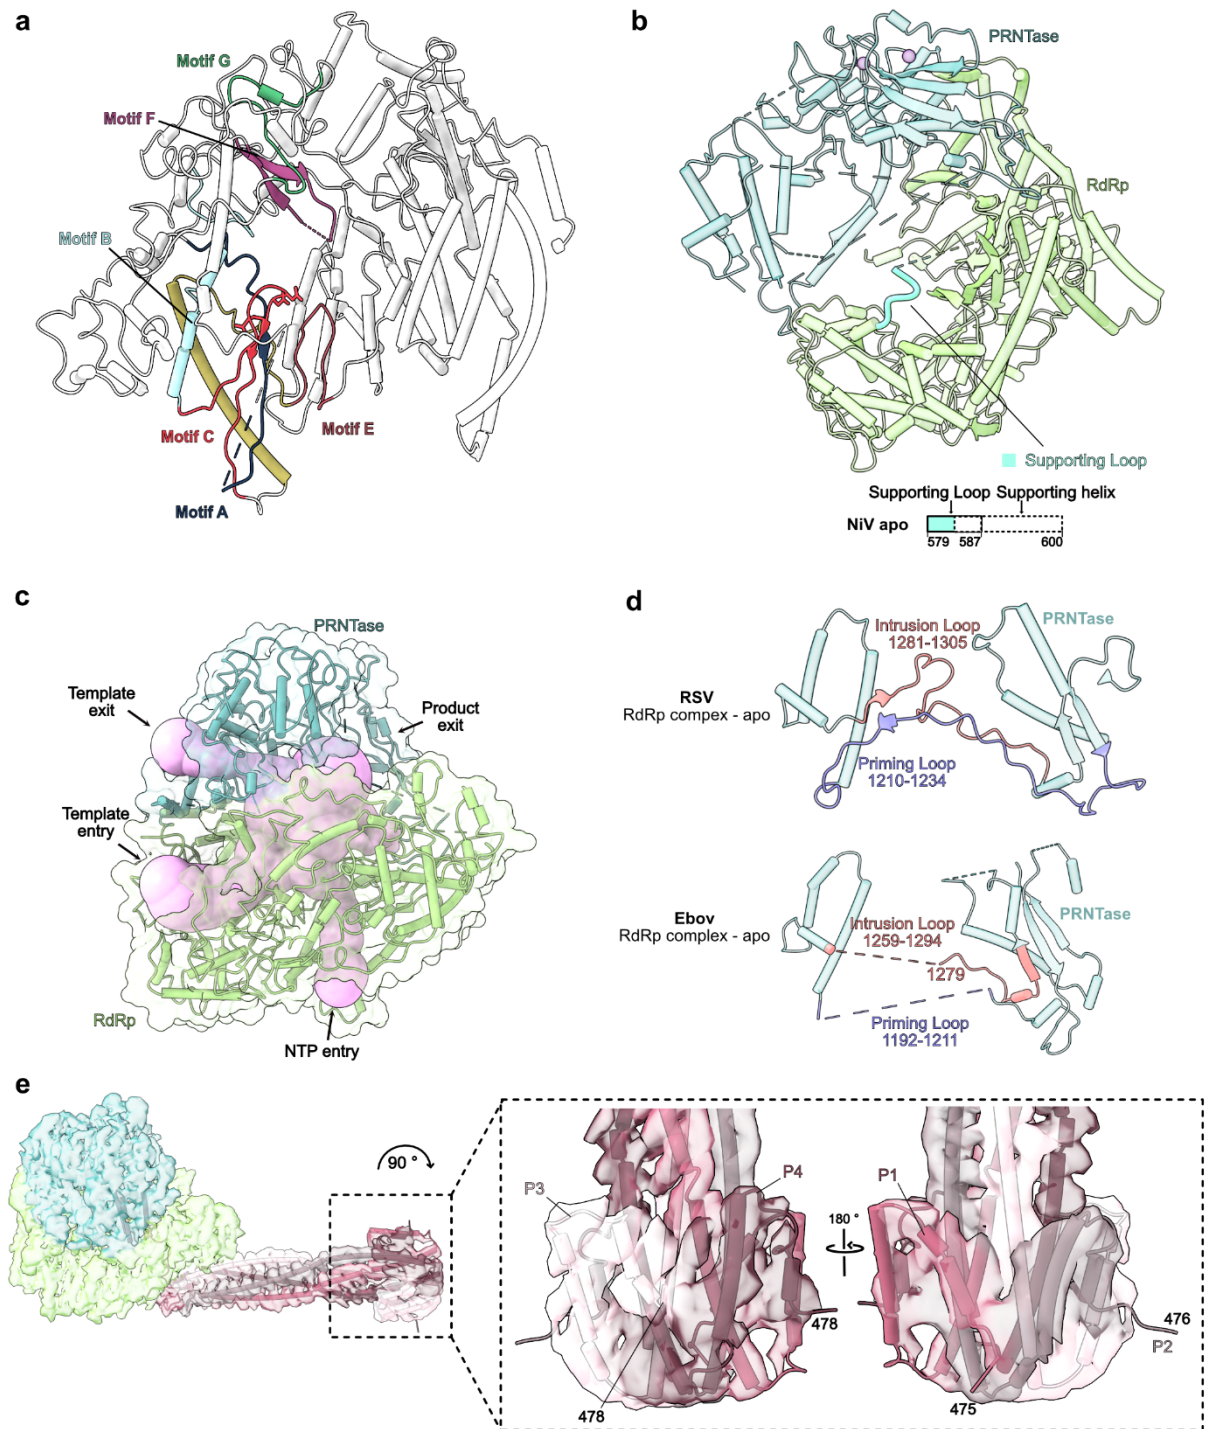 a
Motif G
Motif F
Motif B
Motif C
Motif E
Motif A
b
PRNTase
RdRp
Supporting Loop
Supporting Loop Supporting helix
NiV apo
579 587 600
c
PRNTase
Template
exit
Product
exit
Template
entry
RdRp
NTP entry
d
Intrusion Loop
1281-1305
PRNTase
RSV
RdRp compex - apo
Priming Loop
1210-1234
Ebov
RdRp complex - apo
Intrusion Loop
1259-1294
PRNTase
1279
Priming Loop
1192-1211
e
90 °
P3
P4
478
478
180 °
P1
476
P2
475